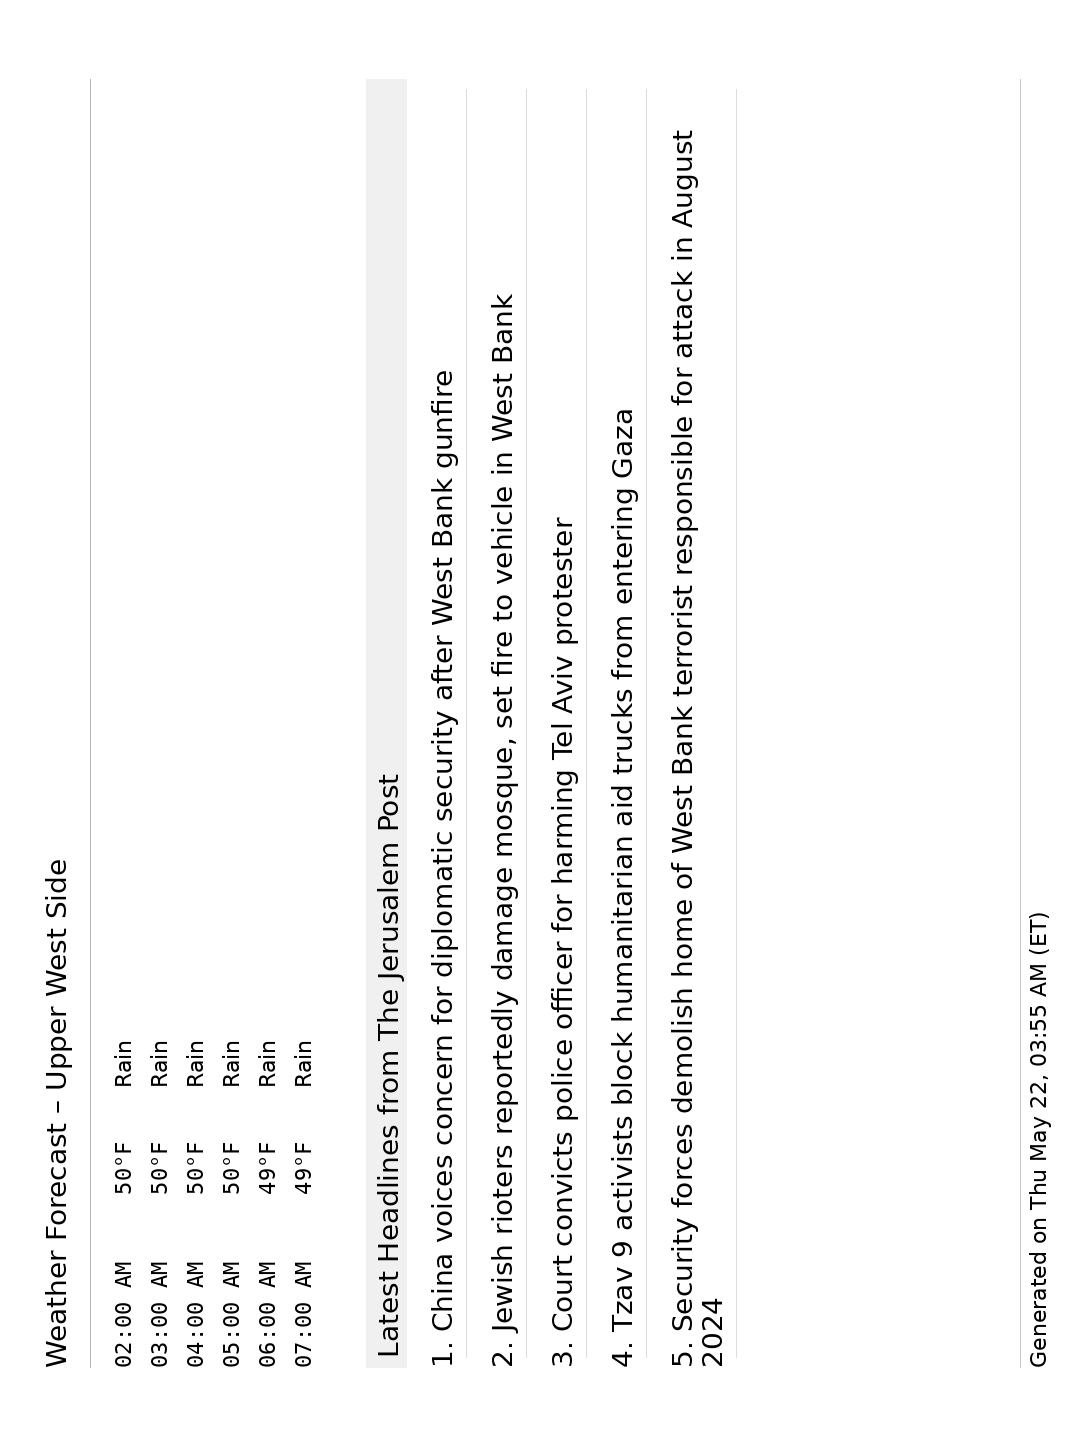 Weather Forecast – Upper West Side
02:00 AM 50°F Rain
03:00 AM 50°F Rain
04:00 AM 50°F Rain
05:00 AM 50°F Rain
06:00 AM 49°F Rain
07:00 AM 49°F Rain
Latest Headlines from The Jerusalem Post
1. China voices concern for diplomatic security after West Bank gunfire
2. Jewish rioters reportedly damage mosque, set fire to vehicle in West Bank
3. Court convicts police officer for harming Tel Aviv protester
4. Tzav 9 activists block humanitarian aid trucks from entering Gaza
5. Security forces demolish home of West Bank terrorist responsible for attack in August
2024
Generated on Thu May 22, 03:55 AM (ET)